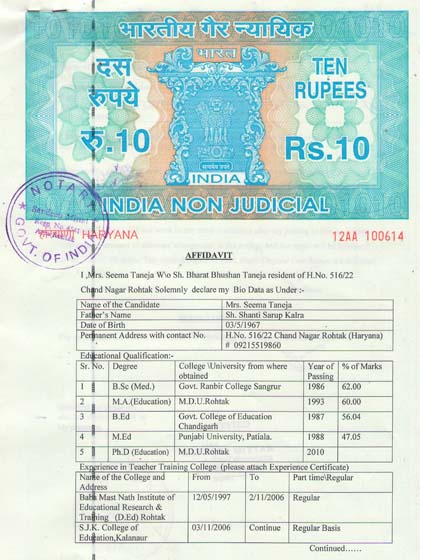 भारतीय गैर न्यायिक
भारत
दस
रुपये
रु.10
TEN
RUPEES
Rs.10
सत्यमेव जयते
INDIA
INDIA NON JUDICIAL
NOTARY
GOVT. OF INDIA
HARYANA
12AA 100614
AFFIDAVIT
I ,Mrs. Seema Taneja W\o Sh. Bharat Bhushan Taneja resident of H.No. 516/22
Chand Nagar Rohtak Solemnly declare my Bio Data as Under :-
Name of the Candidate Mrs. Seema Taneja
Father's Name Sh. Shanti Sarup Kalra
Date of Birth 03/5/1967
Permanent Address with contact No. H.No. 516/22 Chand Nagar Rohtak (Haryana)
# 09215519860
Educational Qualification:-
Sr. No. Degree College \University from where Year of % of Marks
obtained Passing
1 B.Sc (Med.) Govt. Ranbir College Sangrur 1986 62.00
2 M.A.(Education) M.D.U.Rohtak 1993 60.00
3 B.Ed Govt. College of Education 1987 56.04
Chandigarh
4 M.Ed Punjabi University, Patiala. 1988 47.05
5 Ph.D (Education) M.D.U.Rohtak 2010
Experience in Teacher Training College (please attach Experience Certificate)
Name of the College and From To Part time\Regular
Address
Baba Mast Nath Institute of 12/05/1997 2/11/2006 Regular
Educational Research &
Training (D.Ed) Rohtak
S.J.K. College of 03/11/2006 Continue Regular Basis
Education,Kalanaur
Continued......